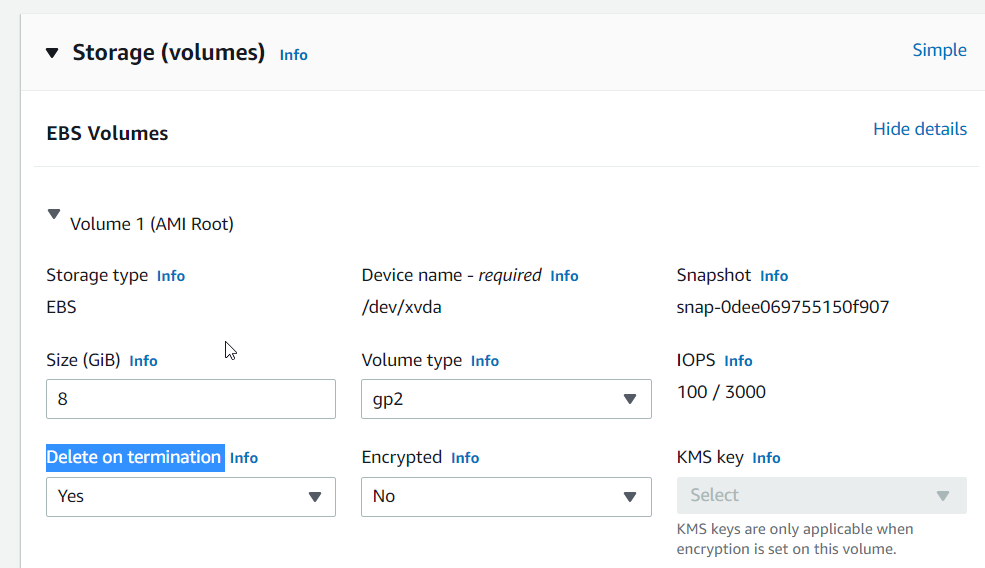 Storage (volumes) Info Simple
EBS Volumes Hide details
Volume 1 (AMI Root)
Storage type Info Device name - required Info Snapshot Info
EBS /dev/xvda snap-0dee069755150f907
Size (GiB) Info Volume type Info IOPS Info
8 gp2 100 / 3000
Delete on termination Info Encrypted Info KMS key Info
Yes No Select
KMS keys are only applicable when
encryption is set on this volume.